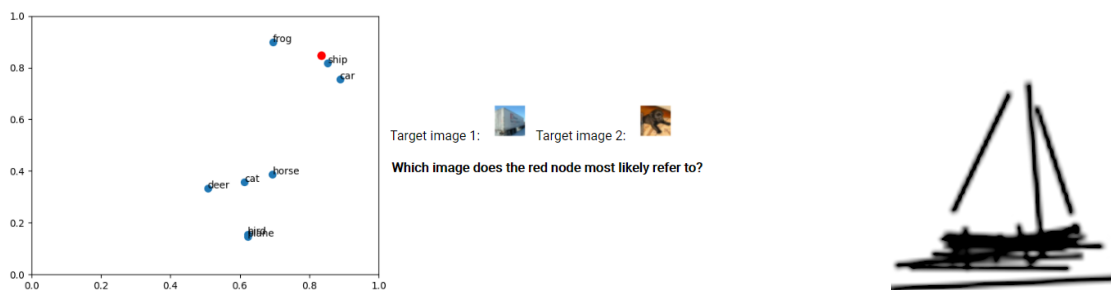 1.0
frog
ship
0.8
car
0.6
Target image 1: Target image 2:
Which image does the red node most likely refer to?
0.4
horse
cat
deer
0.2
bird
plane
0.0
0.0 0.2 0.4 0.6 0.8 1.0